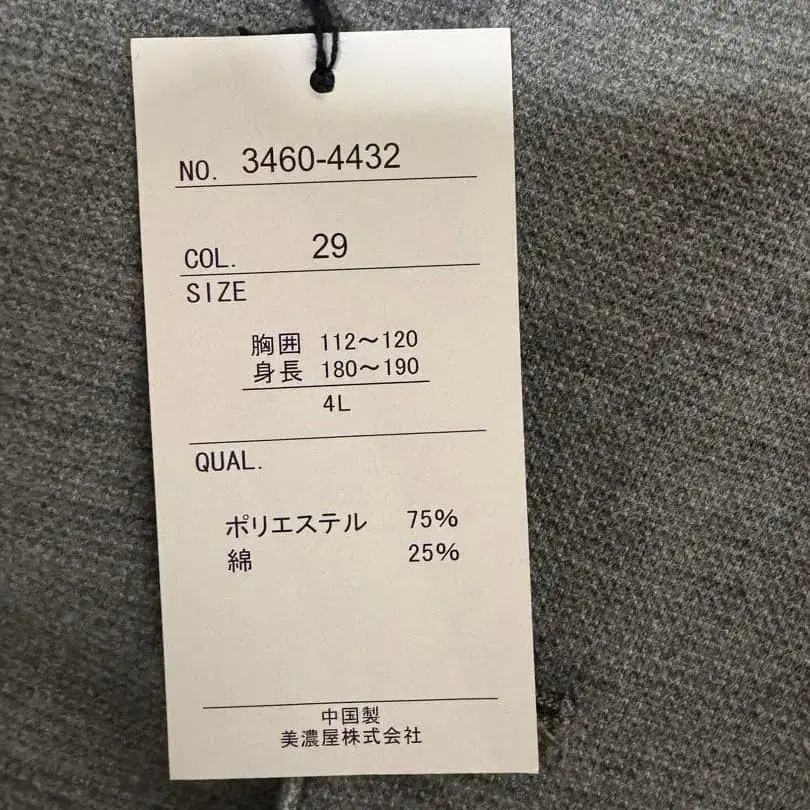 NO. 3460-4432
COL. 29
SIZE
胸囲 112～120
身長 180～190
4L
QUAL.
ポリエステル 75%
綿 25%
中国製
美濃屋株式会社